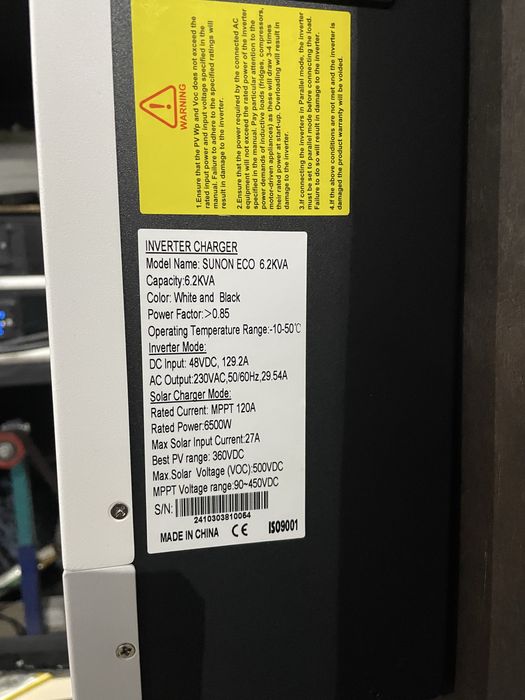 WARNING
1.Ensure that the PV Wp and Voc does not exceed the
rated input power and input voltage specified in the
manual. Failure to adhere to the specified ratings will
result in damage to the inverter.
2.Ensure that the power required by the connected AC
equipment will not exceed the rated power of the inverter
specified in the manual. Pay particular attention to the
power demands of inductive loads (fridges, compressors,
motor-driven appliances) as these will draw 3-4 times
their rated power at start-up. Overloading will result in
damage to the inverter.
3.If connecting the inverters in Parallel mode, the inverter
must be set to parallel mode before connecting the load.
Failure to do so will result in damage to the inverter.
4.If the above conditions are not met and the inverter is
damaged the product warranty will be voided.
INVERTER CHARGER
Model Name: SUNON ECO 6.2KVA
Capacity:6.2KVA
Color: White and Black
Power Factor:>0.85
Operating Temperature Range:-10-50℃
Inverter Mode:
DC Input: 48VDC, 129.2A
AC Output:230VAC,50/60Hz,29.54A
Solar Charger Mode:
Rated Current: MPPT 120A
Rated Power:6500W
Max Solar Input Current:27A
Best PV range: 360VDC
Max.Solar Voltage (VOC):500VDC
MPPT Voltage range:90~450VDC
S/N:
2410303810054
MADE IN CHINA CE ISO9001